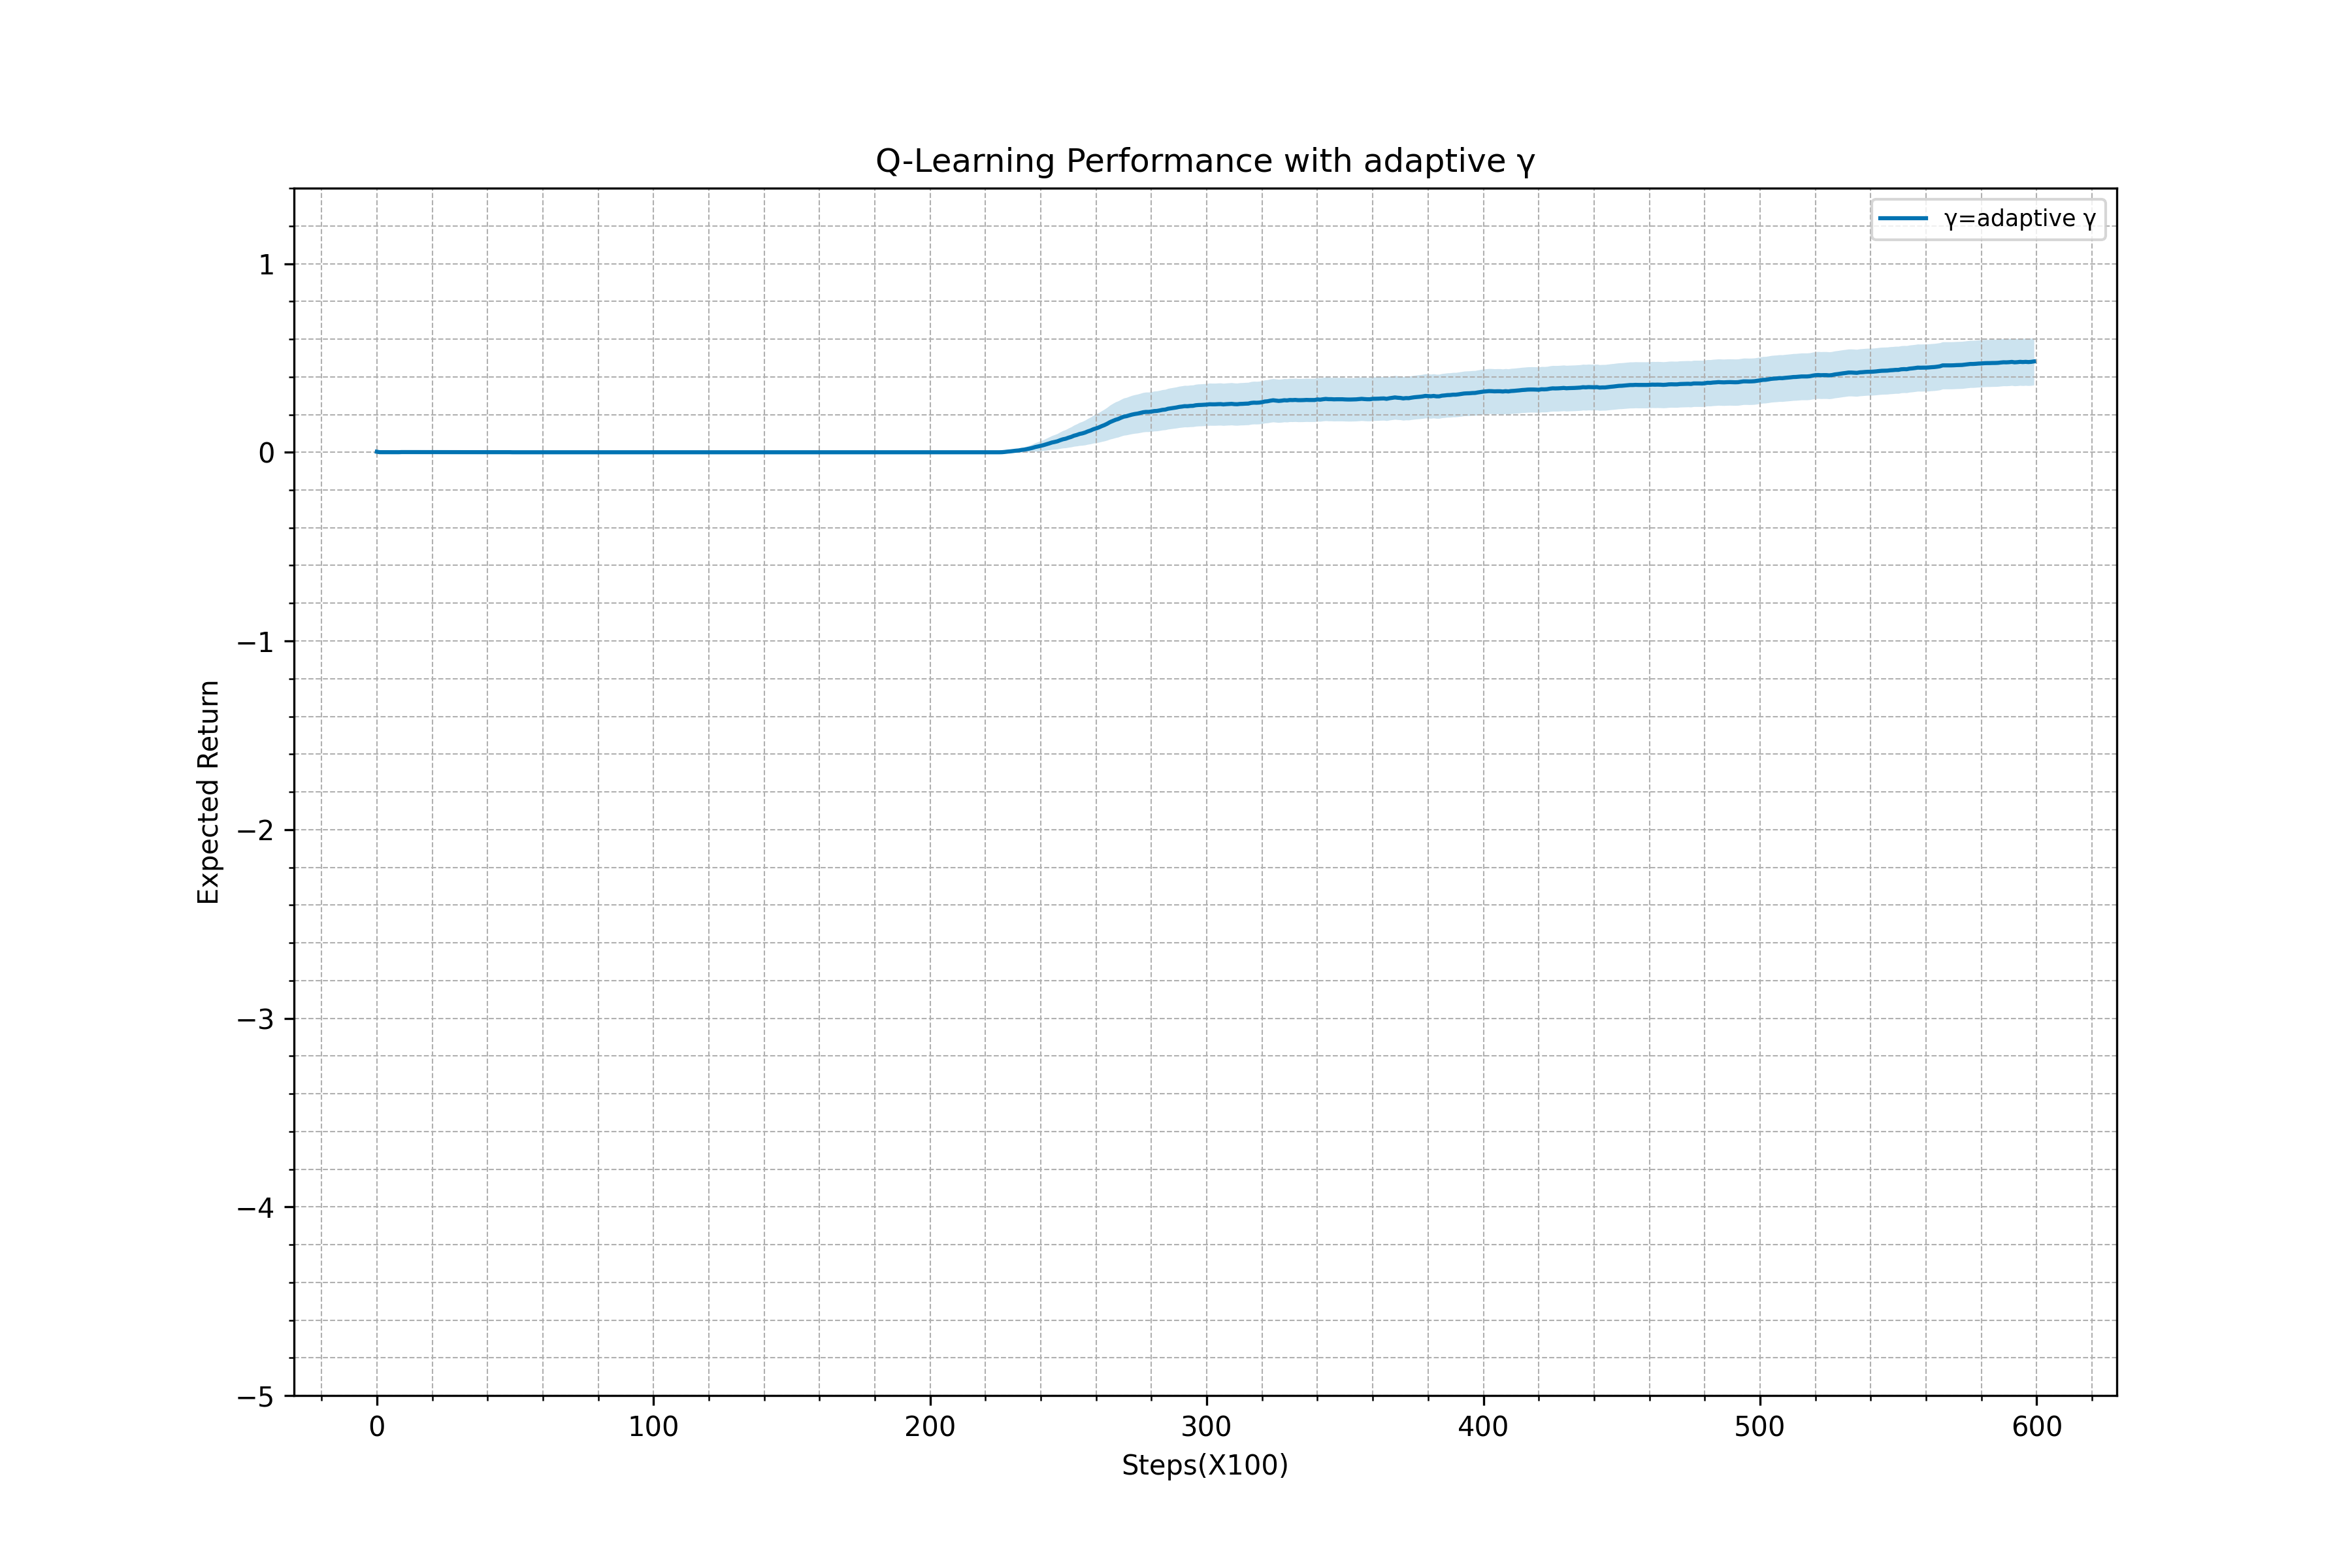 Q-Learning Performance with adaptive γ
γ=adaptive γ
1
0
−1
−2
−3
−4
−5
Expected Return
0 100 200 300 400 500 600
Steps(X100)